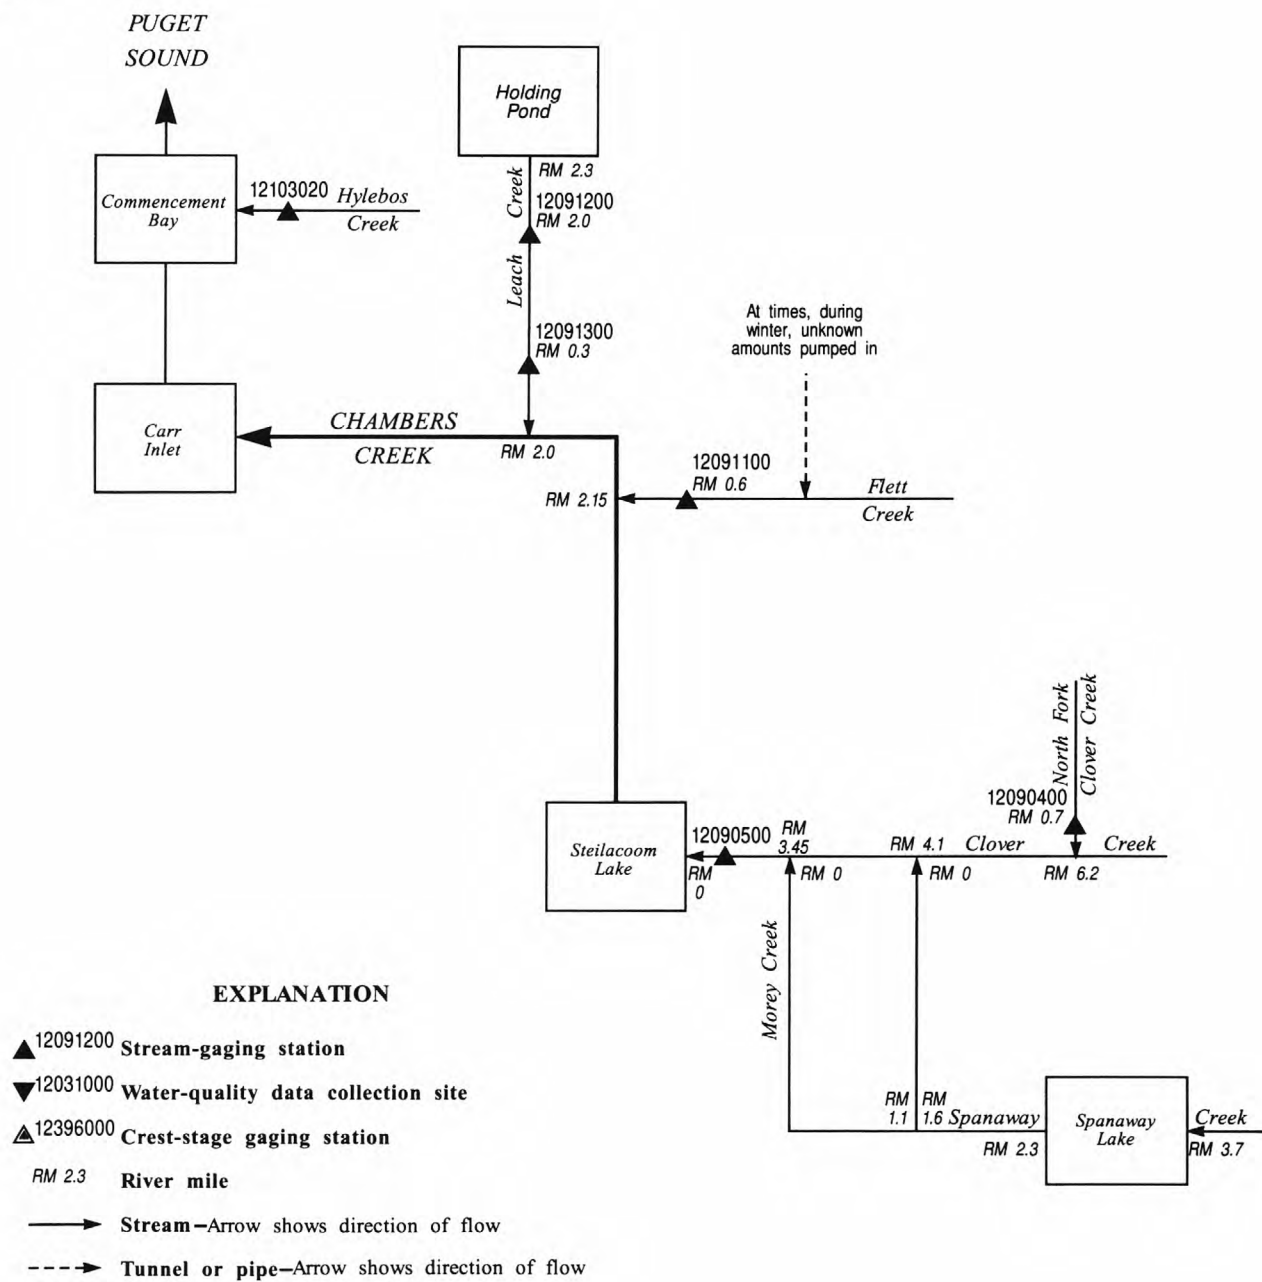 PUGET
SOUND
Holding
Pond
RM 2.3
Creek
Commencement
Bay
12103020
Hylebos
Creek
12091200
RM 2.0
Leach
12091300
RM 0.3
At times, during
winter, unknown
amounts pumped in
Carr
Inlet
CHAMBERS
CREEK
RM 2.0
12091100
RM 0.6
RM 2.15
Flett
Creek
North Fork
Clover Creek
12090400
RM 0.7
Steilacoom
Lake
12090500
RM
0
RM
3.45
RM 0
RM 4.1
RM 0
Clover
Creek
RM 6.2
Morey Creek
RM
1.1
RM
1.6
Spanaway
RM 2.3
Spanaway
Lake
Creek
RM 3.7
EXPLANATION
12091200 Stream-gaging station
12031000 Water-quality data collection site
12396000 Crest-stage gaging station
RM 2.3 River mile
Stream–Arrow shows direction of flow
Tunnel or pipe–Arrow shows direction of flow